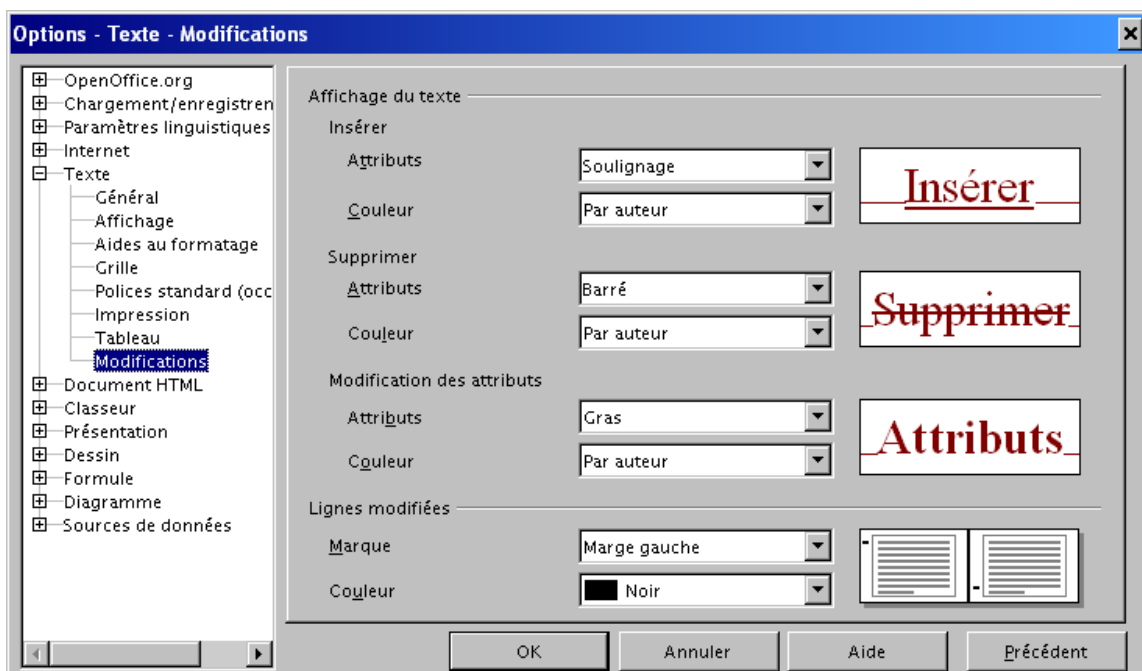 Options - Texte - Modifications
OpenOffice.org
Chargement/enregistren
Paramètres linguistiques
Internet
Texte
Général
Affichage
Aides au formatage
Grille
Polices standard (occ
Impression
Tableau
Modifications
Document HTML
Classeur
Présentation
Dessin
Formule
Diagramme
Sources de données
Affichage du texte
Insérer
Attributs Soulignage Insérer
Couleur Par auteur
Supprimer
Attributs Barré Supprimer
Couleur Par auteur
Modification des attributs
Attributs Gras Attributs
Couleur Par auteur
Lignes modifiées
Marque Marge gauche
Couleur Noir
OK Annuler Aide Précédent